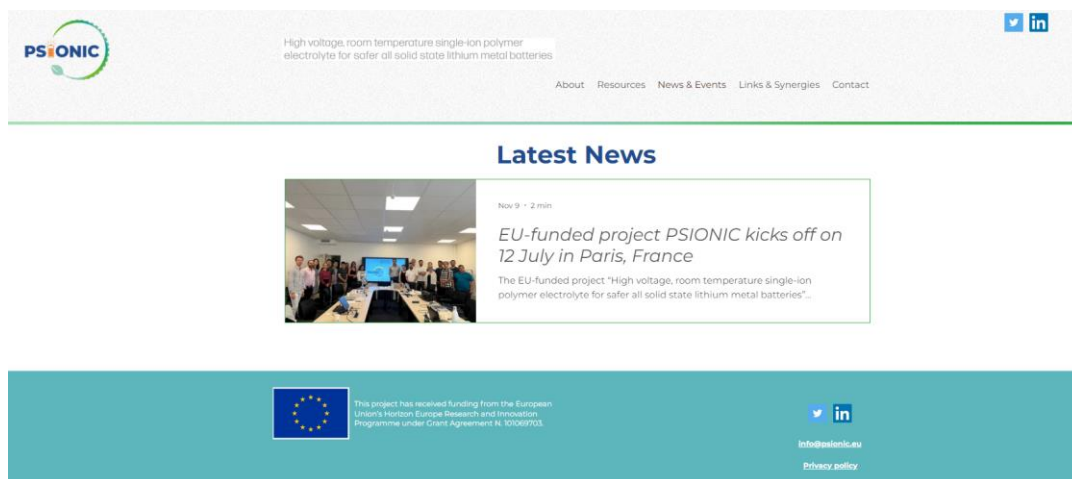 PSIONIC
High voltage, room temperature single-ion polymer
electrolyte for safer all solid state lithium metal batteries
in
About Resources News & Events Links & Synergies Contact
Latest News
Nov 9 · 2 min
EU-funded project PSIONIC kicks off on
12 July in Paris, France
The EU-funded project "High voltage, room temperature single-ion
polymer electrolyte for safer all solid state lithium metal batteries"...
This project has received funding from the European
Union's Horizon Europe Research and Innovation
Programme under Grant Agreement N. 101069703.
in
info@psionic.eu
Privacy policy